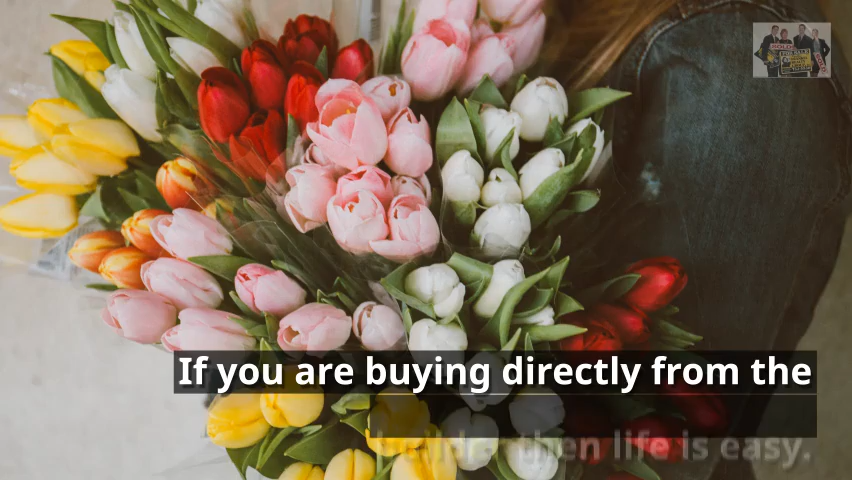 If you are buying directly from the
then life is easy.